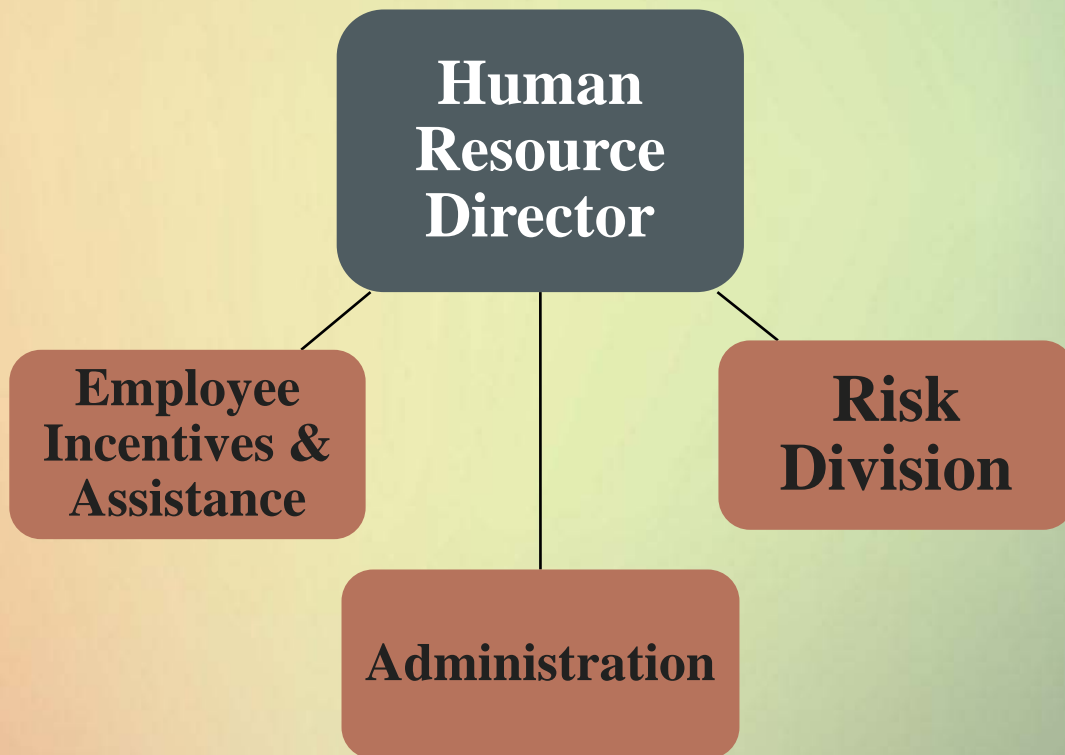 Human
Resource
Director
Employee
Incentives &
Assistance
Risk
Division
Administration